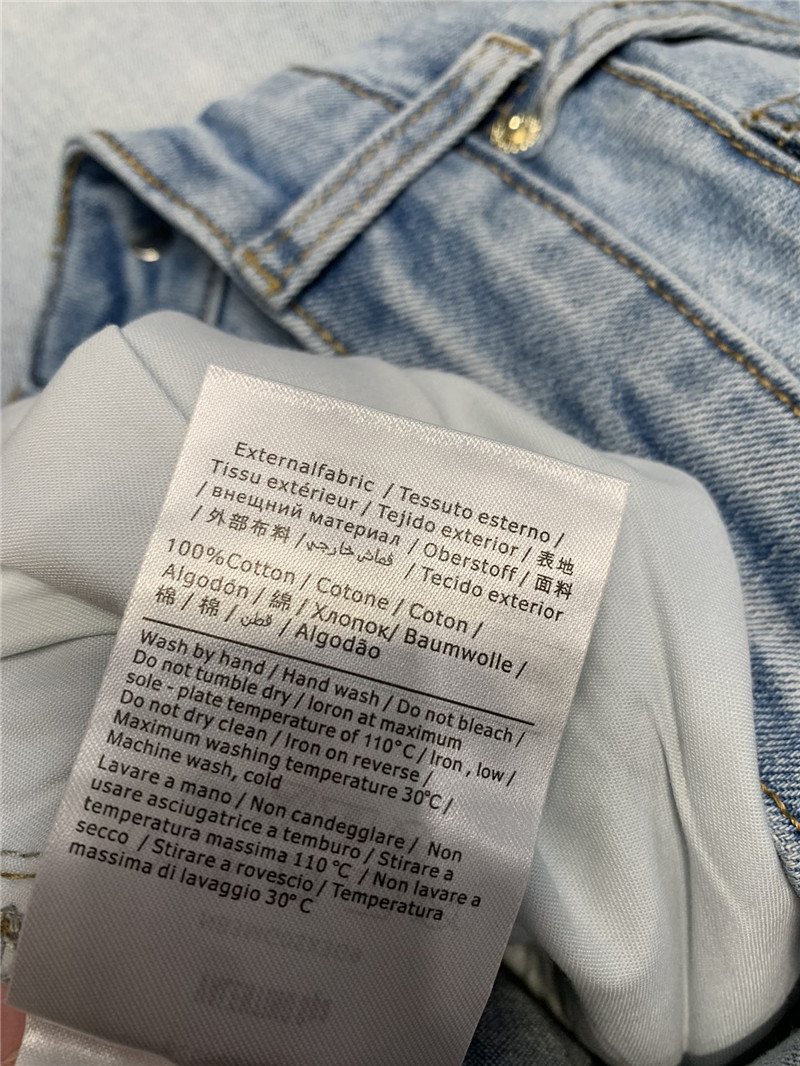 Externalfabric / Tessuto esterno /
Tissu extérieur / Tejido exterior / 表地
/ внещний материал / Oberstoff / 面料
/ 外部布料 / قماش خارجي / Tecido exterior
100%Cotton / Cotone / Coton /
Algodón / 綿 / Хлопок/ Baumwolle /
棉 / 棉 / قطن / Algodão
Wash by hand / Hand wash / Do not bleach /
Do not tumble dry / Ioron at maximum
sole - plate temperature of 110°C / Iron , low /
Do not dry clean / Iron on reverse /
Maximum washing temperature 30°C /
Machine wash, cold
Lavare a mano / Non candeggiare / Non
usare asciugatrice a temburo / Stirare a
temperatura massima 110 °C / Non lavare a
secco / Stirare a rovescio / Temperatura
massima di lavaggio 30° C